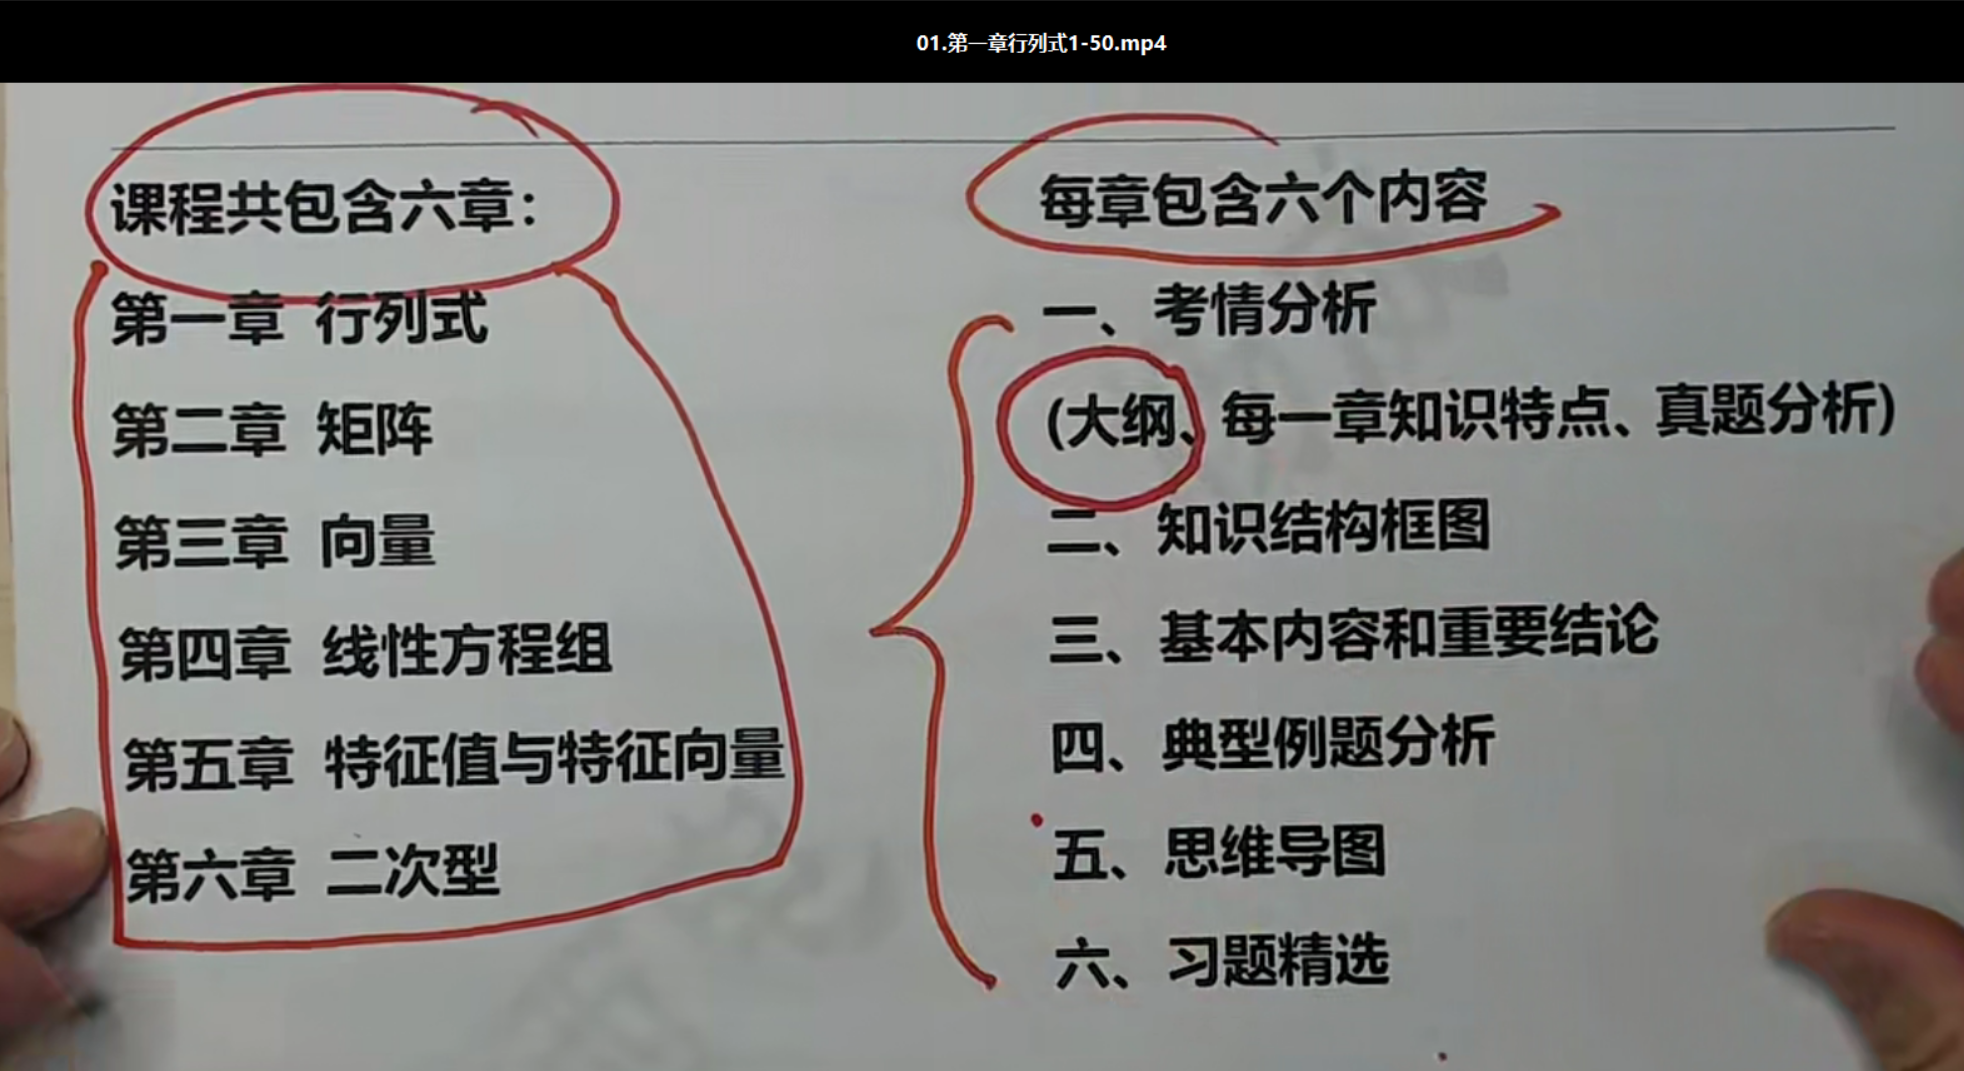 01.第一章行列式1-50.mp4
课程共包含六章：
第一章 行列式
第二章 矩阵
第三章 向量
第四章 线性方程组
第五章 特征值与特征向量
第六章 二次型
每章包含六个内容
一、考情分析
(大纲、每一章知识特点、真题分析)
二、知识结构框图
三、基本内容和重要结论
四、典型例题分析
五、思维导图
六、习题精选